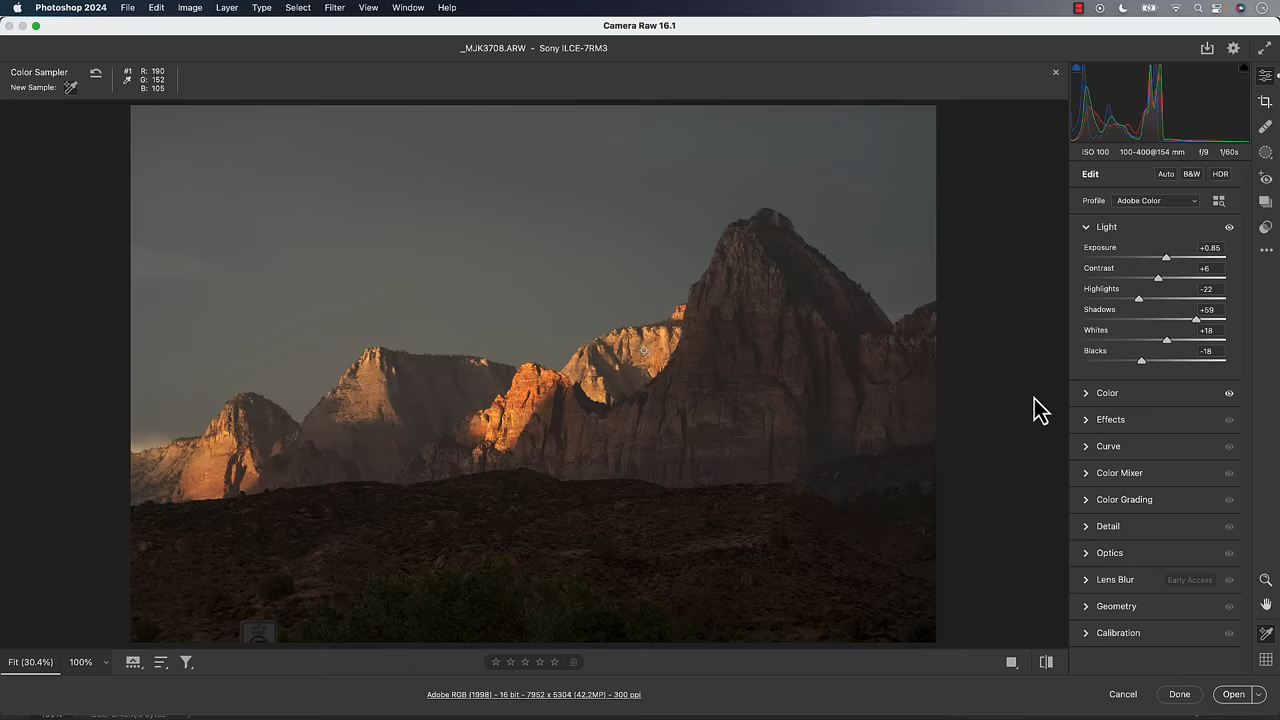 Photoshop 2024 File Edit Image Layer Type Select Filter View Window Help
Camera Raw 16.1
_MJK3708.ARW - Sony ILCE-7RM3
Color Sampler
New Sample:
#1 R: 190
G: 152
B: 105
ISO 100 100-400@154 mm f/9 1/60s
Edit Auto B&W HDR
Profile Adobe Color
Light
Exposure +0.85
Contrast +6
Highlights -22
Shadows +59
Whites +18
Blacks -18
Color
Effects
Curve
Color Mixer
Color Grading
Detail
Optics
Lens Blur Early Access
Geometry
Calibration
Fit (30.4%) 100%
Adobe RGB (1998) - 16 bit - 7952 x 5304 (42.2MP) - 300 ppi
Cancel Done Open